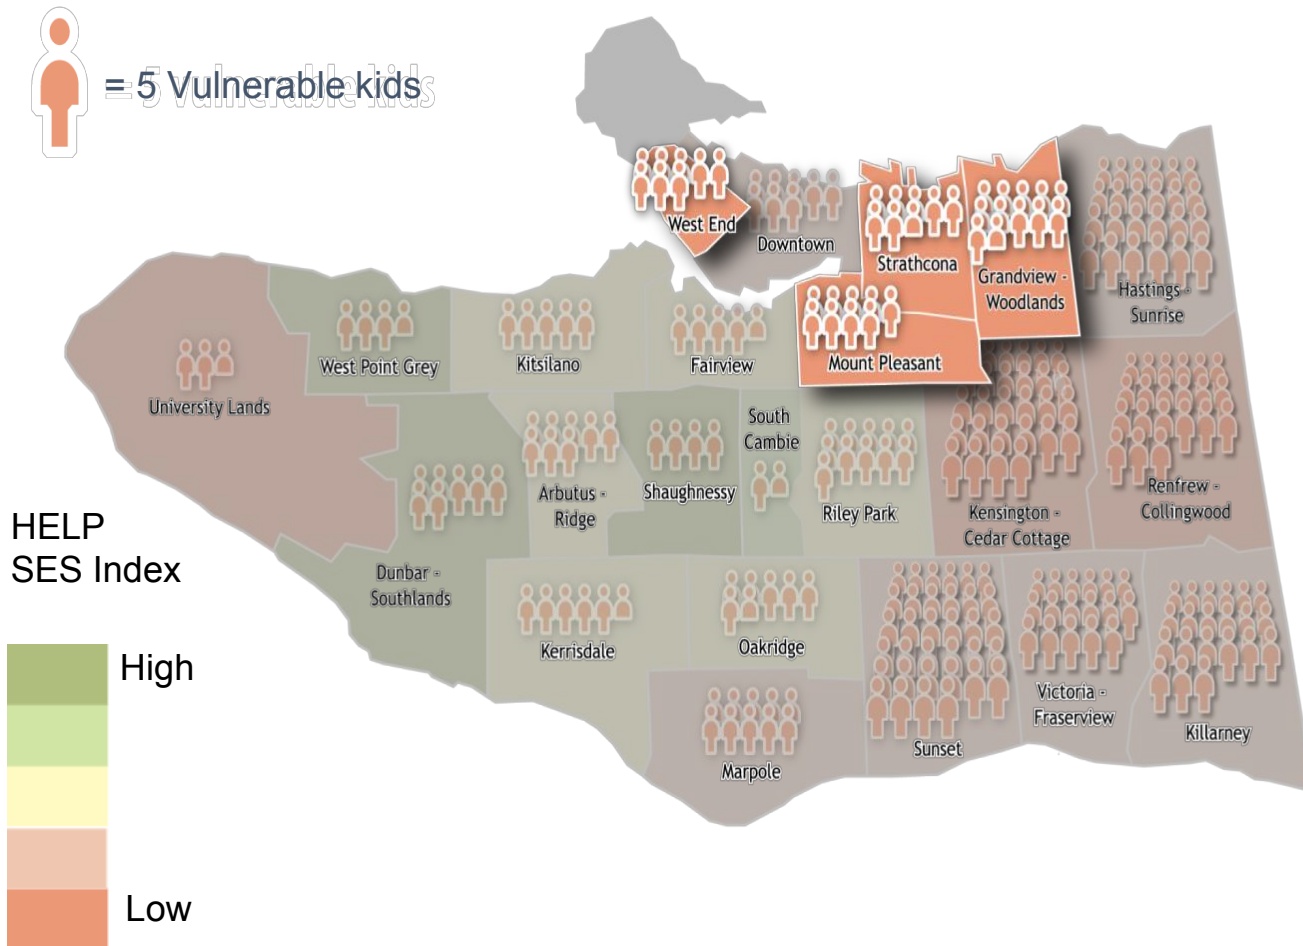 = 5 Vulnerable kids
West End
Downtown
Strathcona
Grandview -
Woodlands
Hastings -
Sunrise
West Point Grey
Kitsilano
Fairview
Mount Pleasant
University Lands
South
Cambie
Arbutus -
Ridge
Shaughnessy
Riley Park
Kensington -
Cedar Cottage
Renfrew -
Collingwood
HELP
SES Index
Dunbar -
Southlands
Kerrisdale
Oakridge
Victoria -
Fraserview
Sunset
Killarney
Marpole
High
Low